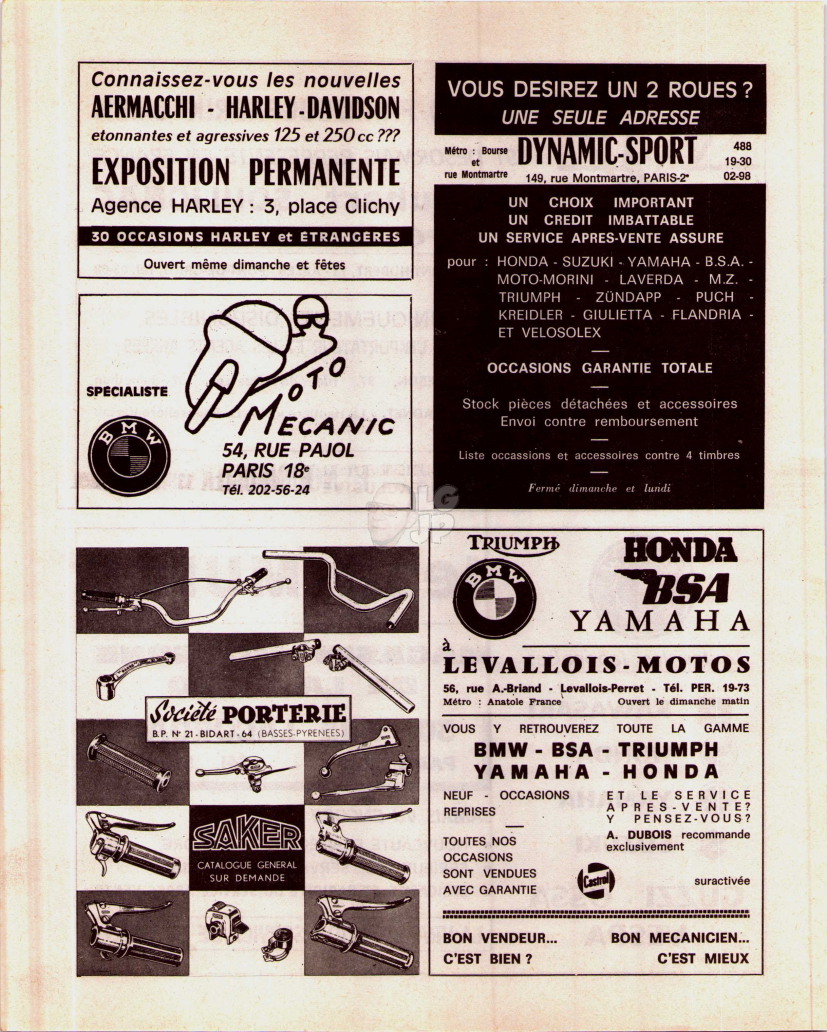 Connaissez-vous les nouvelles
AERMACCHI - HARLEY-DAVIDSON
etonnantes et agressives 125 et 250 cc ???
EXPOSITION PERMANENTE
Agence HARLEY : 3, place Clichy
30 OCCASIONS HARLEY et ÉTRANGÈRES
Ouvert même dimanche et fêtes
VOUS DESIREZ UN 2 ROUES ?
UNE SEULE ADRESSE
Métro : Bourse
et
rue Montmartre
DYNAMIC-SPORT
149, rue Montmartre, PARIS-2e
488
19-30
02-98
UN CHOIX IMPORTANT
UN CREDIT IMBATTABLE
UN SERVICE APRES-VENTE ASSURE
pour : HONDA - SUZUKI - YAMAHA - B.S.A. -
MOTO-MORINI - LAVERDA - M.Z. -
TRIUMPH - ZÜNDAPP - PUCH -
KREIDLER - GIULIETTA - FLANDRIA -
ET VELOSOLEX
OCCASIONS GARANTIE TOTALE
Stock pièces détachées et accessoires
Envoi contre remboursement
Liste occassions et accessoires contre 4 timbres
Fermé dimanche et lundi
SPECIALISTE
BMW
MOTO
MECANIC
54, RUE PAJOL
PARIS 18e
Tél. 202-56-24
LG
JP
Société PORTERIE
B.P. N° 21 - BIDART - 64 (BASSES-PYRENEES)
SAKER
CATALOGUE GENERAL
SUR DEMANDE
TRIUMPH
HONDA
BMW
BSA
YAMAHA
à
LEVALLOIS - MOTOS
56, rue A.-Briand - Levallois-Perret - Tél. PER. 19-73
Métro : Anatole France Ouvert le dimanche matin
VOUS Y RETROUVEREZ TOUTE LA GAMME
BMW - BSA - TRIUMPH
YAMAHA - HONDA
NEUF - OCCASIONS
REPRISES
TOUTES NOS
OCCASIONS
SONT VENDUES
AVEC GARANTIE
ET LE SERVICE
APRES-VENTE?
Y PENSEZ-VOUS?
A. DUBOIS recommande
exclusivement
Castrol
suractivée
BON VENDEUR...
C'EST BIEN ?
BON MECANICIEN...
C'EST MIEUX